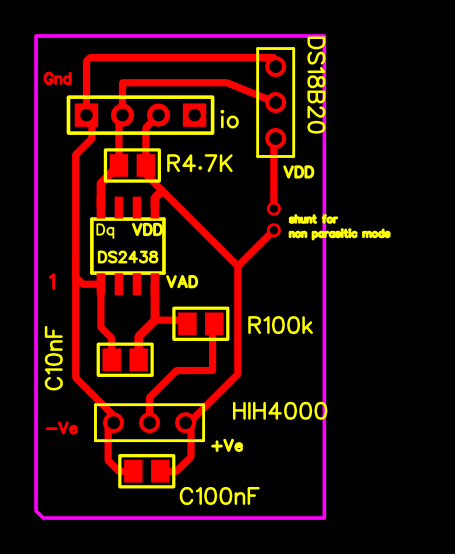 Gnd
DS18B20
io
R4.7K
VDD
shunt for
non parasitic mode
Dq VDD
DS2438
1
VAD
R100k
C10nF
HIH4000
-Ve
+Ve
C100nF